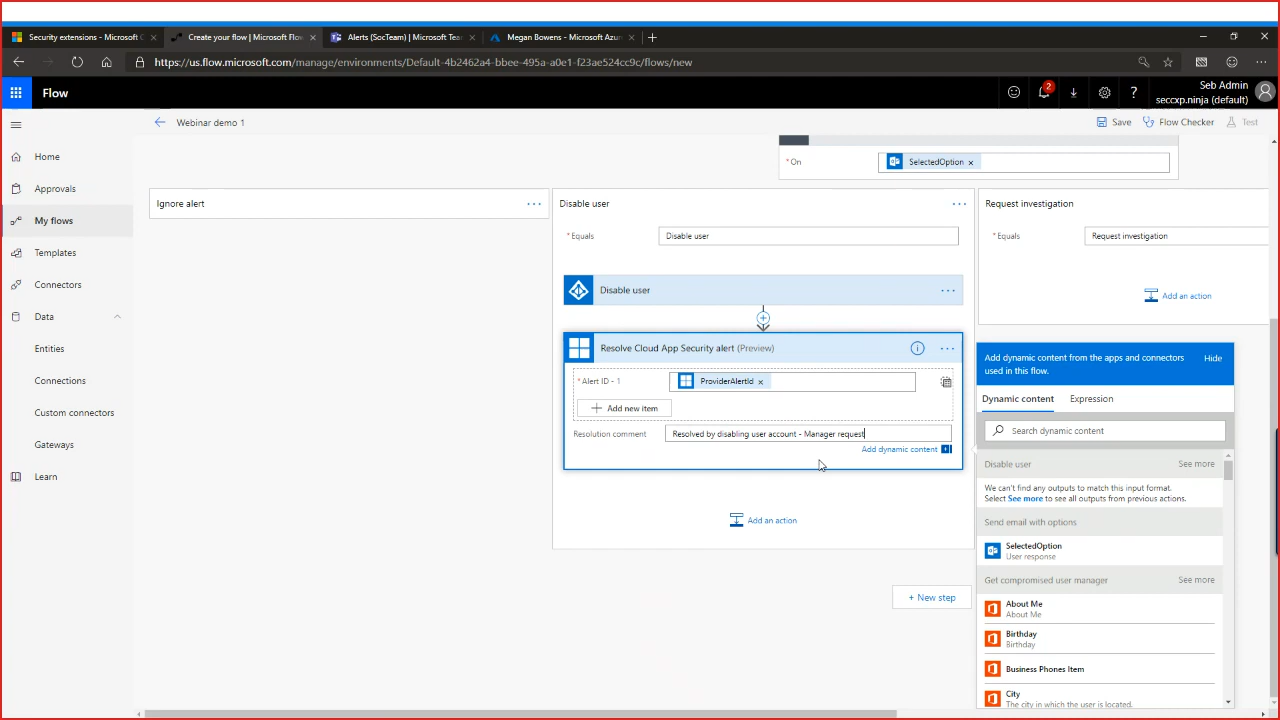 Security extensions - Microsoft C
Create your flow | Microsoft Flow
Alerts (SocTeam) | Microsoft Tea
Megan Bowens - Microsoft Azu
https://us.flow.microsoft.com/manage/environments/Default-4b2462a4-bbee-495a-a0e1-f23ae524cc9c/flows/new
Flow
2
?
Seb Admin
seccxp.ninja (default)
Webinar demo 1
Save
Flow Checker
Test
Home
Approvals
My flows
Templates
Connectors
Data
Entities
Connections
Custom connectors
Gateways
Learn
* On
SelectedOption ×
Ignore alert
...
Disable user
...
Request investigation
* Equals
Disable user
* Equals
Request investigation
Disable user
...
Add an action
Resolve Cloud App Security alert (Preview)
...
* Alert ID - 1
ProviderAlertId ×
+ Add new item
Resolution comment
Resolved by disabling user account - Manager request
Add dynamic content
Add an action
+ New step
Add dynamic content from the apps and connectors
used in this flow.
Hide
Dynamic content
Expression
Search dynamic content
Disable user
See more
We can't find any outputs to match this input format.
Select See more to see all outputs from previous actions.
Send email with options
SelectedOption
User response
Get compromised user manager
See more
About Me
About Me
Birthday
Birthday
Business Phones Item
City
The city in which the user is located.